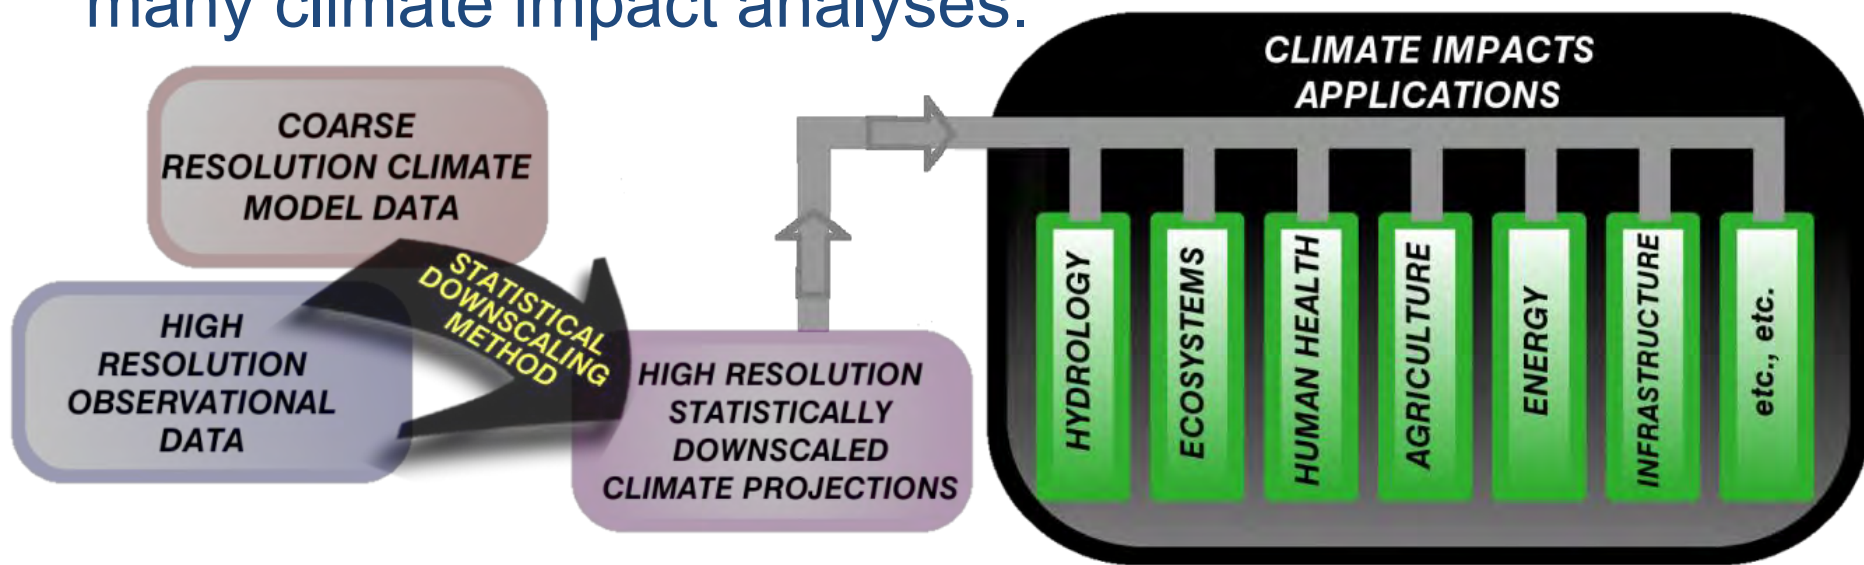 many climate impact analyses.
COARSE
RESOLUTION CLIMATE
MODEL DATA
HIGH
RESOLUTION
OBSERVATIONAL
DATA
STATISTICAL
DOWNSCALING
METHOD
HIGH RESOLUTION
STATISTICALLY
DOWNSCALED
CLIMATE PROJECTIONS
CLIMATE IMPACTS
APPLICATIONS
HYDROLOGY
ECOSYSTEMS
HUMAN HEALTH
AGRICULTURE
ENERGY
INFRASTRUCTURE
etc., etc.